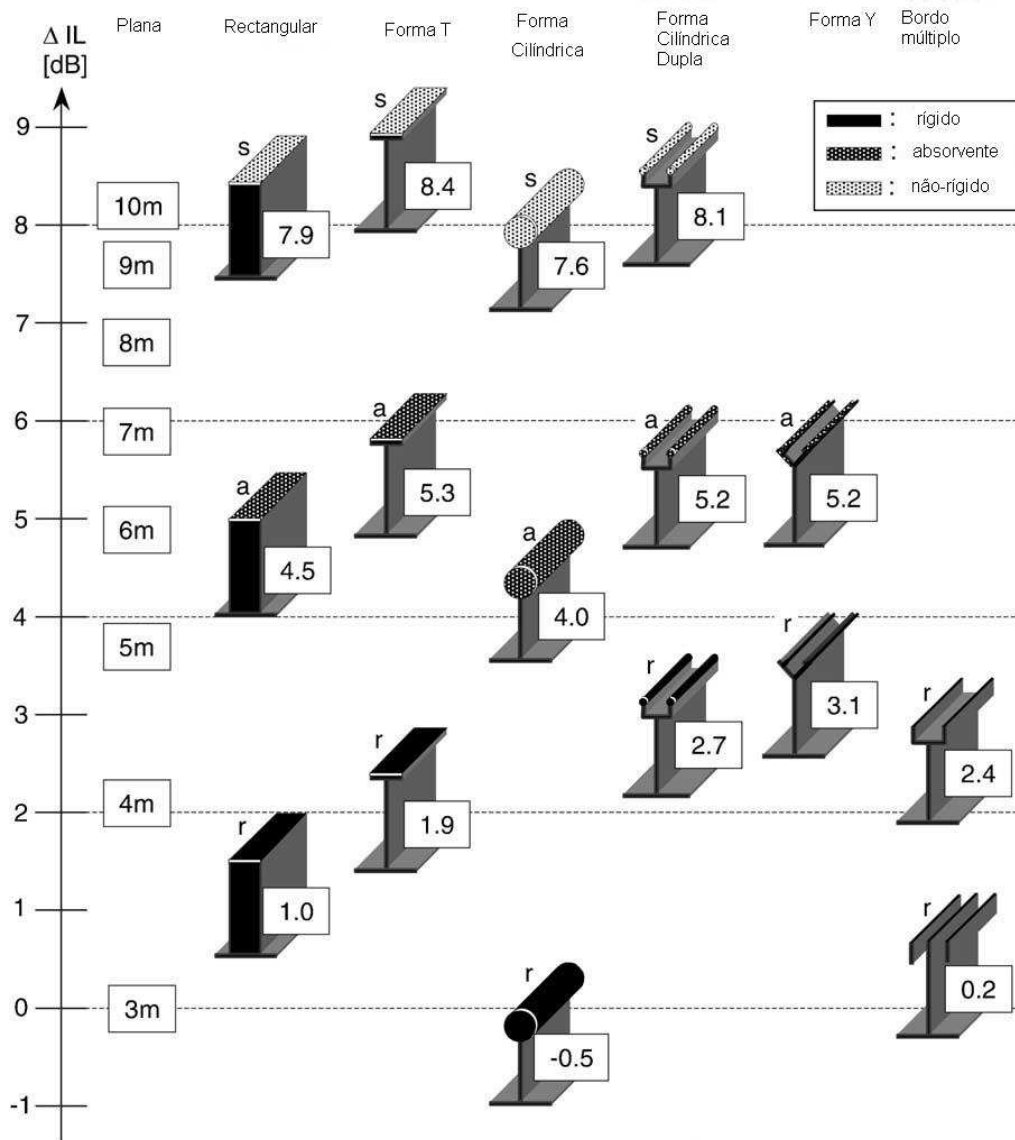 Plana
Rectangular
Forma T
Forma
Cilíndrica
Forma
Cilíndrica
Dupla
Forma Y
Bordo
múltiplo
Δ IL
[dB]
: rígido
: absorvente
: não-rígido
9
s
s
s
s
8.4
10m
8.1
8
7.9
9m
7.6
7
8m
a
a
a
6
7m
a
5.3
5.2
5.2
5
6m
a
4.5
4
4.0
5m
r
r
r
3
3.1
r
2.7
2.4
4m
2
r
1.9
r
1
1.0
0
3m
r
0.2
-0.5
-1